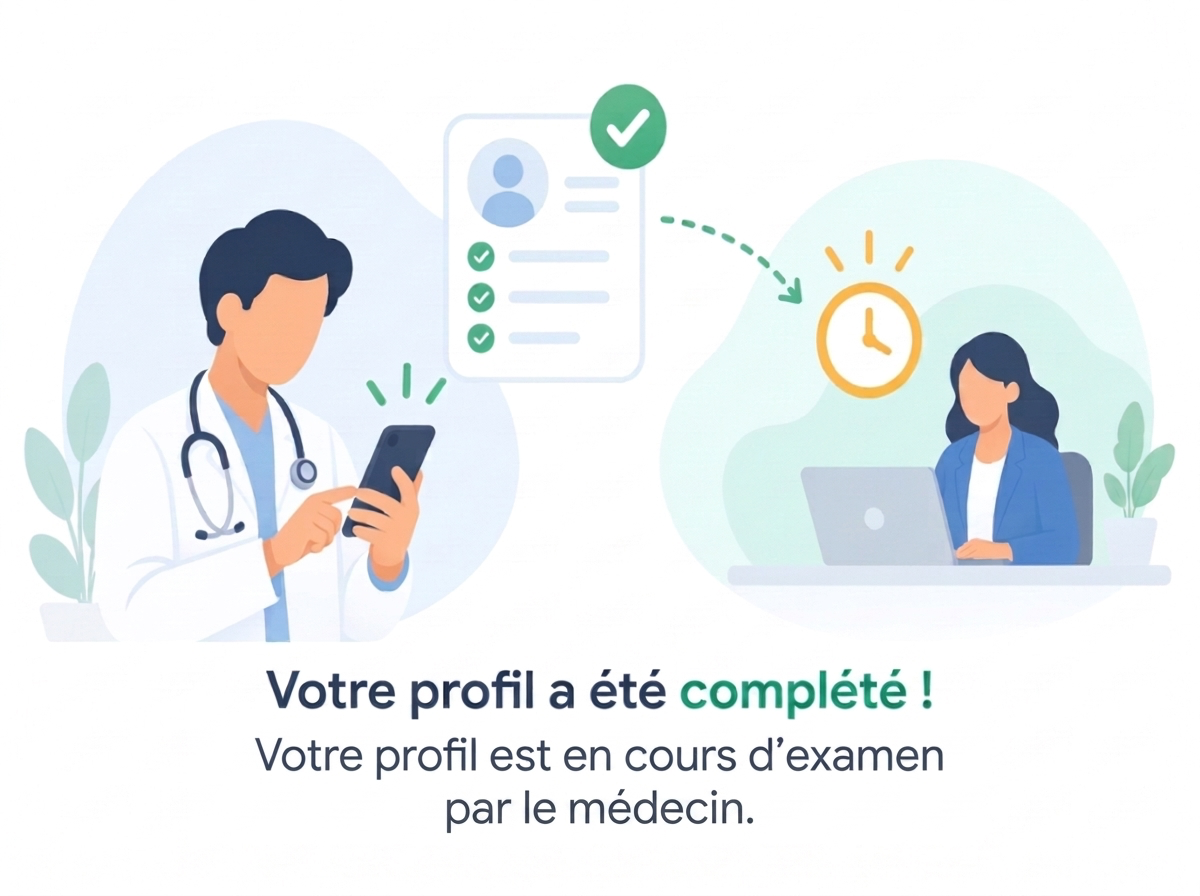 Votre profil a été complété !
Votre profil est en cours d’examen
par le médecin.